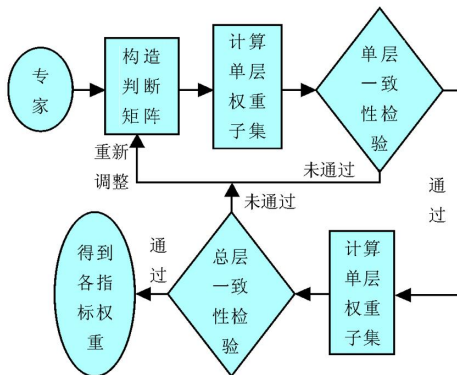 专
家
构造
判断
矩阵
计算
单层
权重
子集
单层
一致
性检
验
重新
调整
未通过
通
过
未通过
计算
单层
权重
子集
总层
一致
性检
验
通
过
得到
各指
标权
重